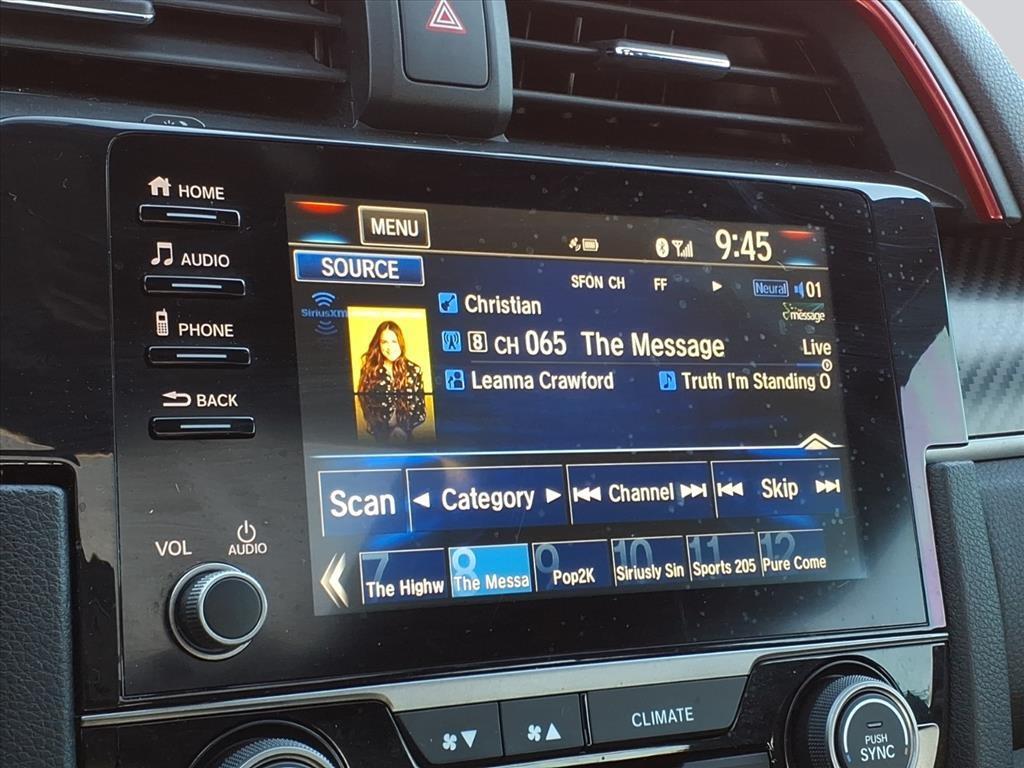 HOME
AUDIO
PHONE
BACK
VOL
AUDIO
MENU
9:45
SOURCE
SFON CH FF Neural 01
SiriusXM
Christian
message
8 CH 065 The Message Live
Leanna Crawford Truth I'm Standing O
Scan Category Channel Skip
7 The Highw
8 The Messa
9 Pop2K
10 Siriusly Sin
11 Sports 205
12 Pure Come
CLIMATE
PUSH
SYNC